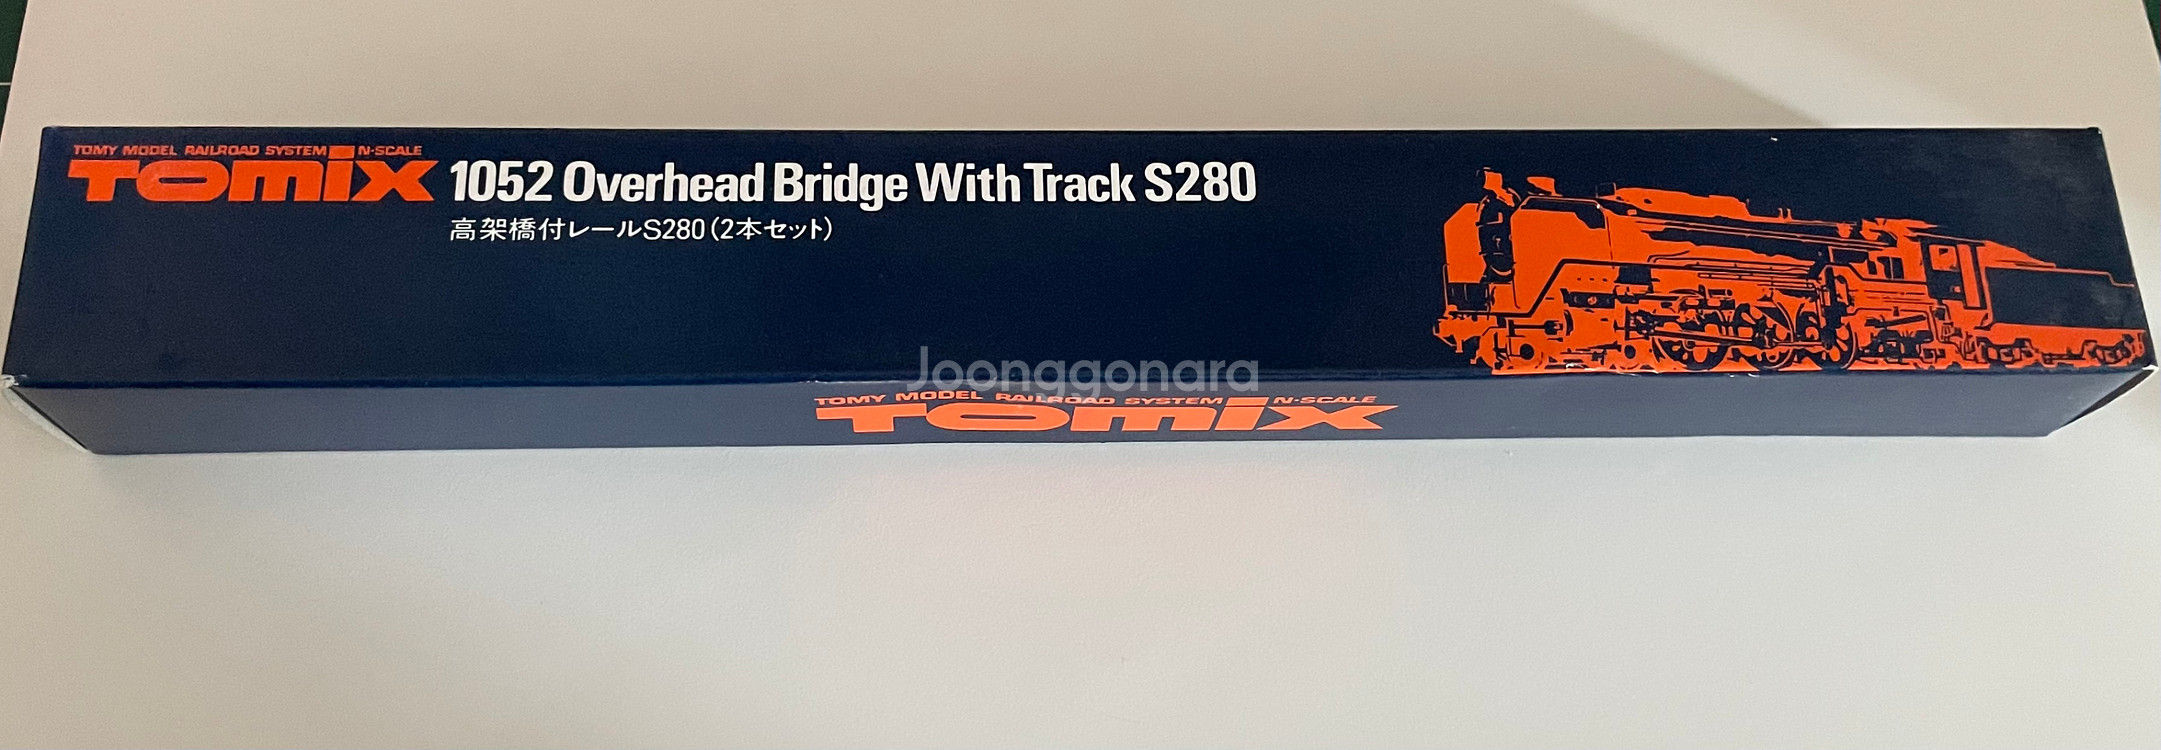 TOMY MODEL RAILROAD SYSTEM N-SCALE
TOMIX 1052 Overhead Bridge With Track S280
高架橋付レールS280(2本セット)
Joonggonara
TOMY MODEL RAILROAD SYSTEM N-SCALE
TOMIX